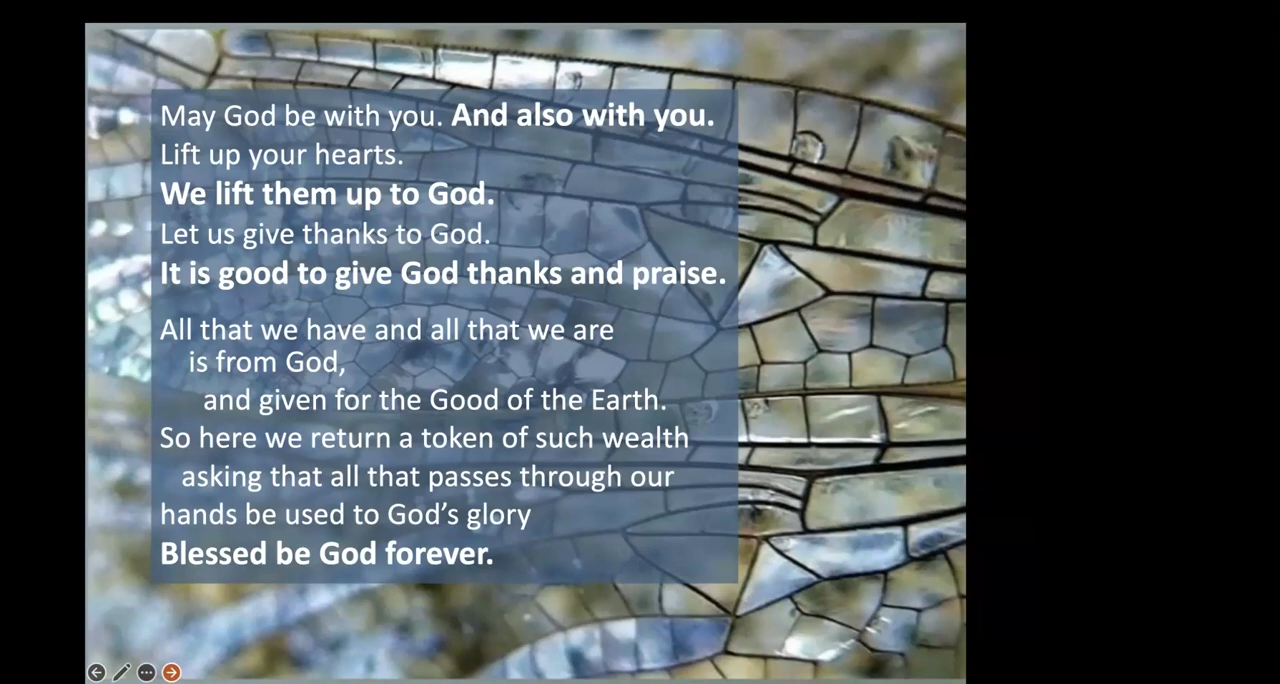 May God be with you. And also with you.
Lift up your hearts.
We lift them up to God.
Let us give thanks to God.
It is good to give God thanks and praise.
All that we have and all that we are
is from God,
and given for the Good of the Earth.
So here we return a token of such wealth
asking that all that passes through our
hands be used to God’s glory
Blessed be God forever.